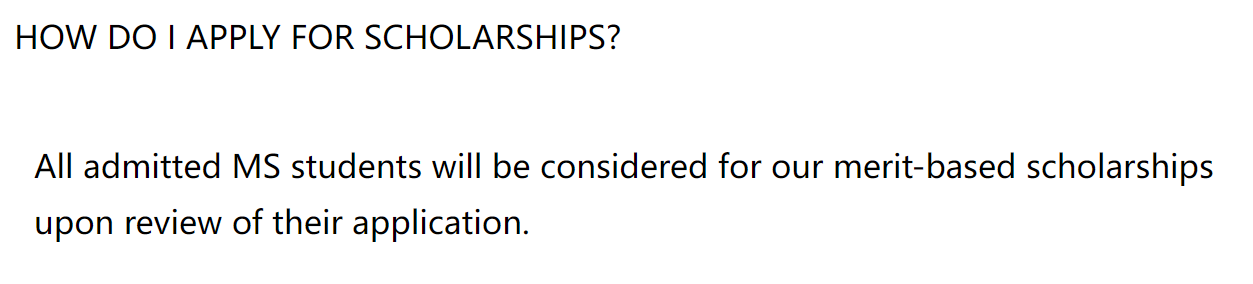 HOW DO I APPLY FOR SCHOLARSHIPS?
All admitted MS students will be considered for our merit-based scholarships
upon review of their application.